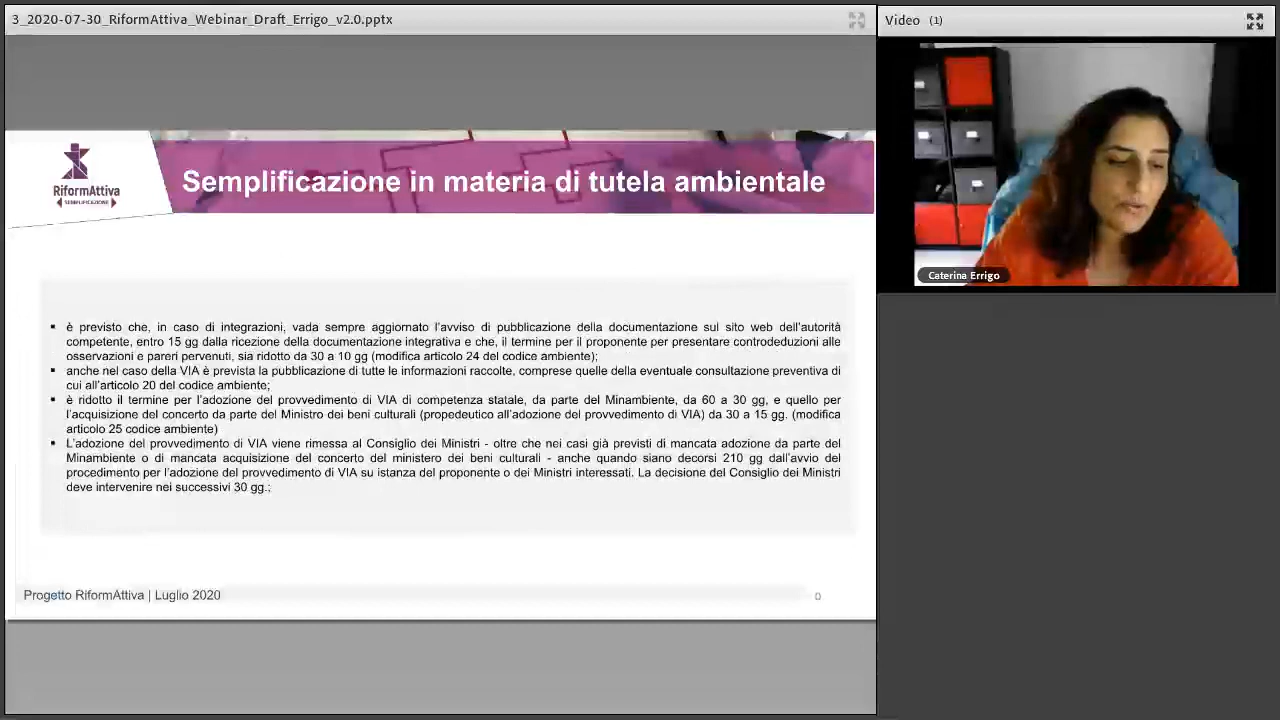 3_2020-07-30_RiformAttiva_Webinar_Draft_Errigo_v2.0.pptx
Video (1)
RiformAttiva
SEMPLIFICAZIONE
Semplificazione in materia di tutela ambientale
Caterina Errigo
▪ è previsto che, in caso di integrazioni, vada sempre aggiornato l’avviso di pubblicazione della documentazione sul sito web dell’autorità
competente, entro 15 gg dalla ricezione della documentazione integrativa e che, il termine per il proponente per presentare controdeduzioni alle
osservazioni e pareri pervenuti, sia ridotto da 30 a 10 gg (modifica articolo 24 del codice ambiente);
▪ anche nel caso della VIA è prevista la pubblicazione di tutte le informazioni raccolte, comprese quelle della eventuale consultazione preventiva di
cui all’articolo 20 del codice ambiente;
▪ è ridotto il termine per l’adozione del provvedimento di VIA di competenza statale, da parte del Minambiente, da 60 a 30 gg, e quello per
l’acquisizione del concerto da parte del Ministro dei beni culturali (propedeutico all’adozione del provvedimento di VIA) da 30 a 15 gg. (modifica
articolo 25 codice ambiente)
▪ L’adozione del provvedimento di VIA viene rimessa al Consiglio dei Ministri - oltre che nei casi già previsti di mancata adozione da parte del
Minambiente o di mancata acquisizione del concerto del ministero dei beni culturali - anche quando siano decorsi 210 gg dall’avvio del
procedimento per l’adozione del provvedimento di VIA su istanza del proponente o dei Ministri interessati. La decisione del Consiglio dei Ministri
deve intervenire nei successivi 30 gg.;
Progetto RiformAttiva | Luglio 2020
0